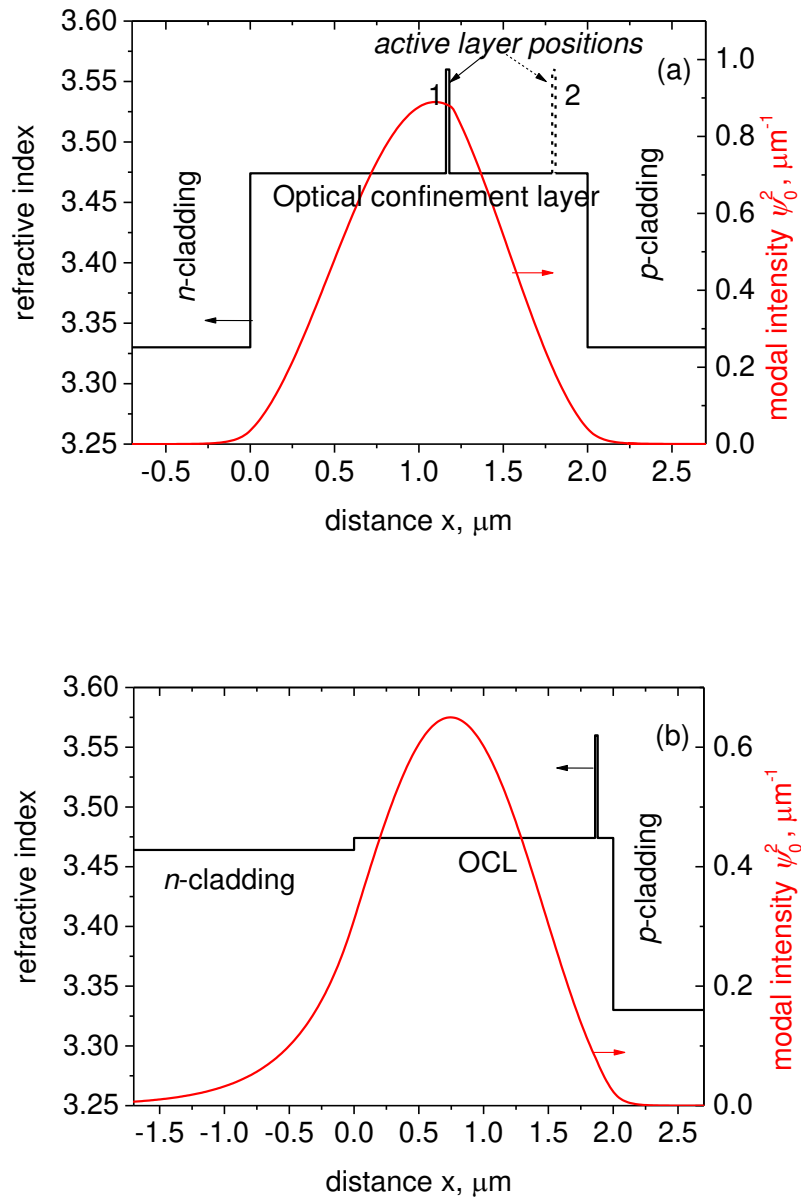 active layer positions
(a)
1
2
Optical confinement layer
n-cladding
p-cladding
refractive index
3.60
3.55
3.50
3.45
3.40
3.35
3.30
3.25
1.0
0.8
0.6
0.4
0.2
0.0
modal intensity ψ₀², μm⁻¹
-0.5 0.0 0.5 1.0 1.5 2.0 2.5
distance x, μm
(b)
OCL
n-cladding
p-cladding
refractive index
3.60
3.55
3.50
3.45
3.40
3.35
3.30
3.25
0.6
0.4
0.2
0.0
modal intensity ψ₀², μm⁻¹
-1.5 -1.0 -0.5 0.0 0.5 1.0 1.5 2.0 2.5
distance x, μm